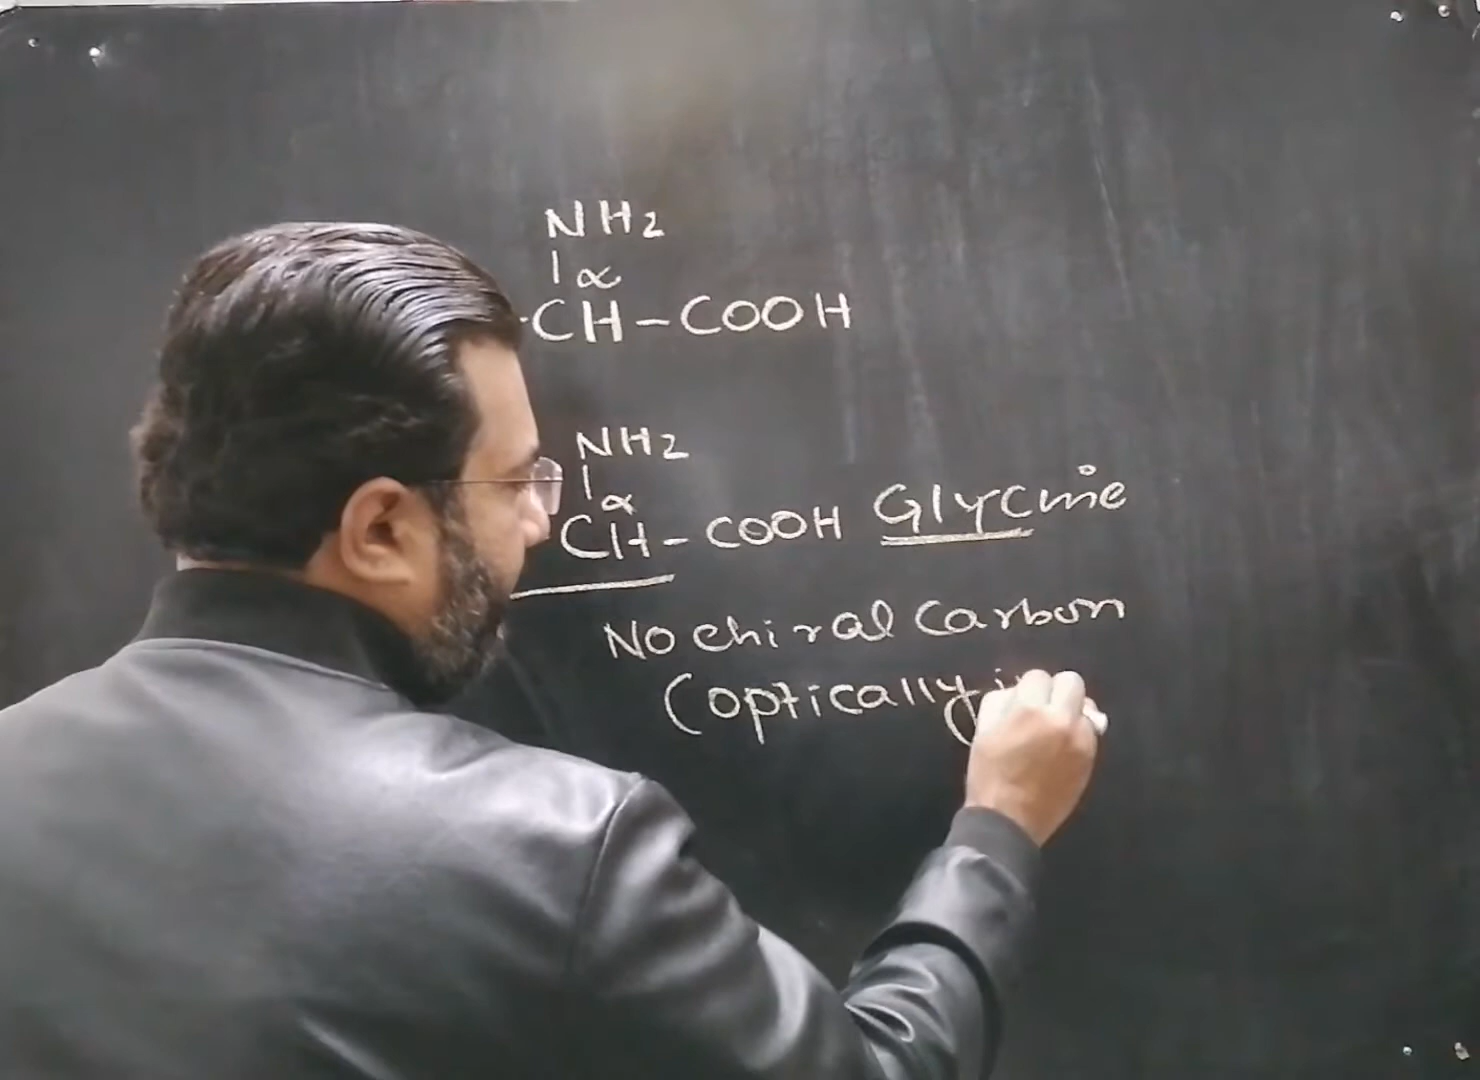 NH2
α
CH-COOH
NH2
α
CH-COOH Glycine
No chiral carbon
(optically